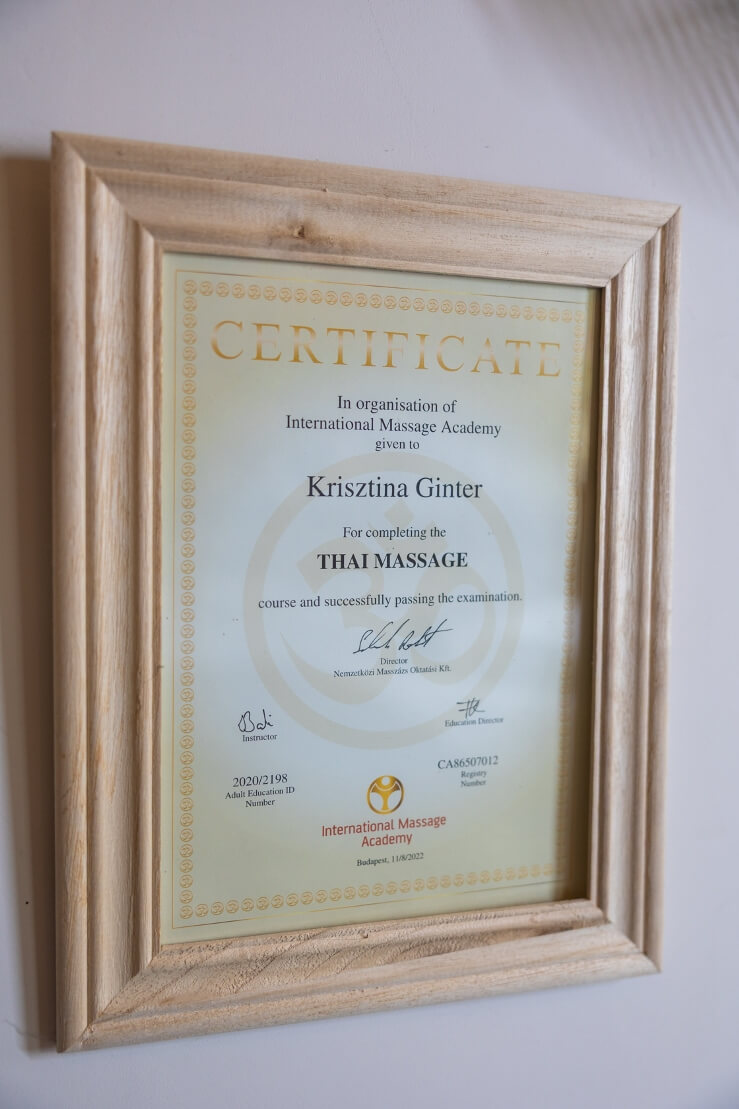 CERTIFICATE
In organisation of
International Massage Academy
given to
Krisztina Ginter
For completing the
THAI MASSAGE
course and successfully passing the examination.
Director
Nemzetközi Masszázs Oktatási Kft.
Instructor
Education Director
2020/2198
Adult Education ID
Number
CA86507012
Registry
Number
International Massage
Academy
Budapest, 11/8/2022